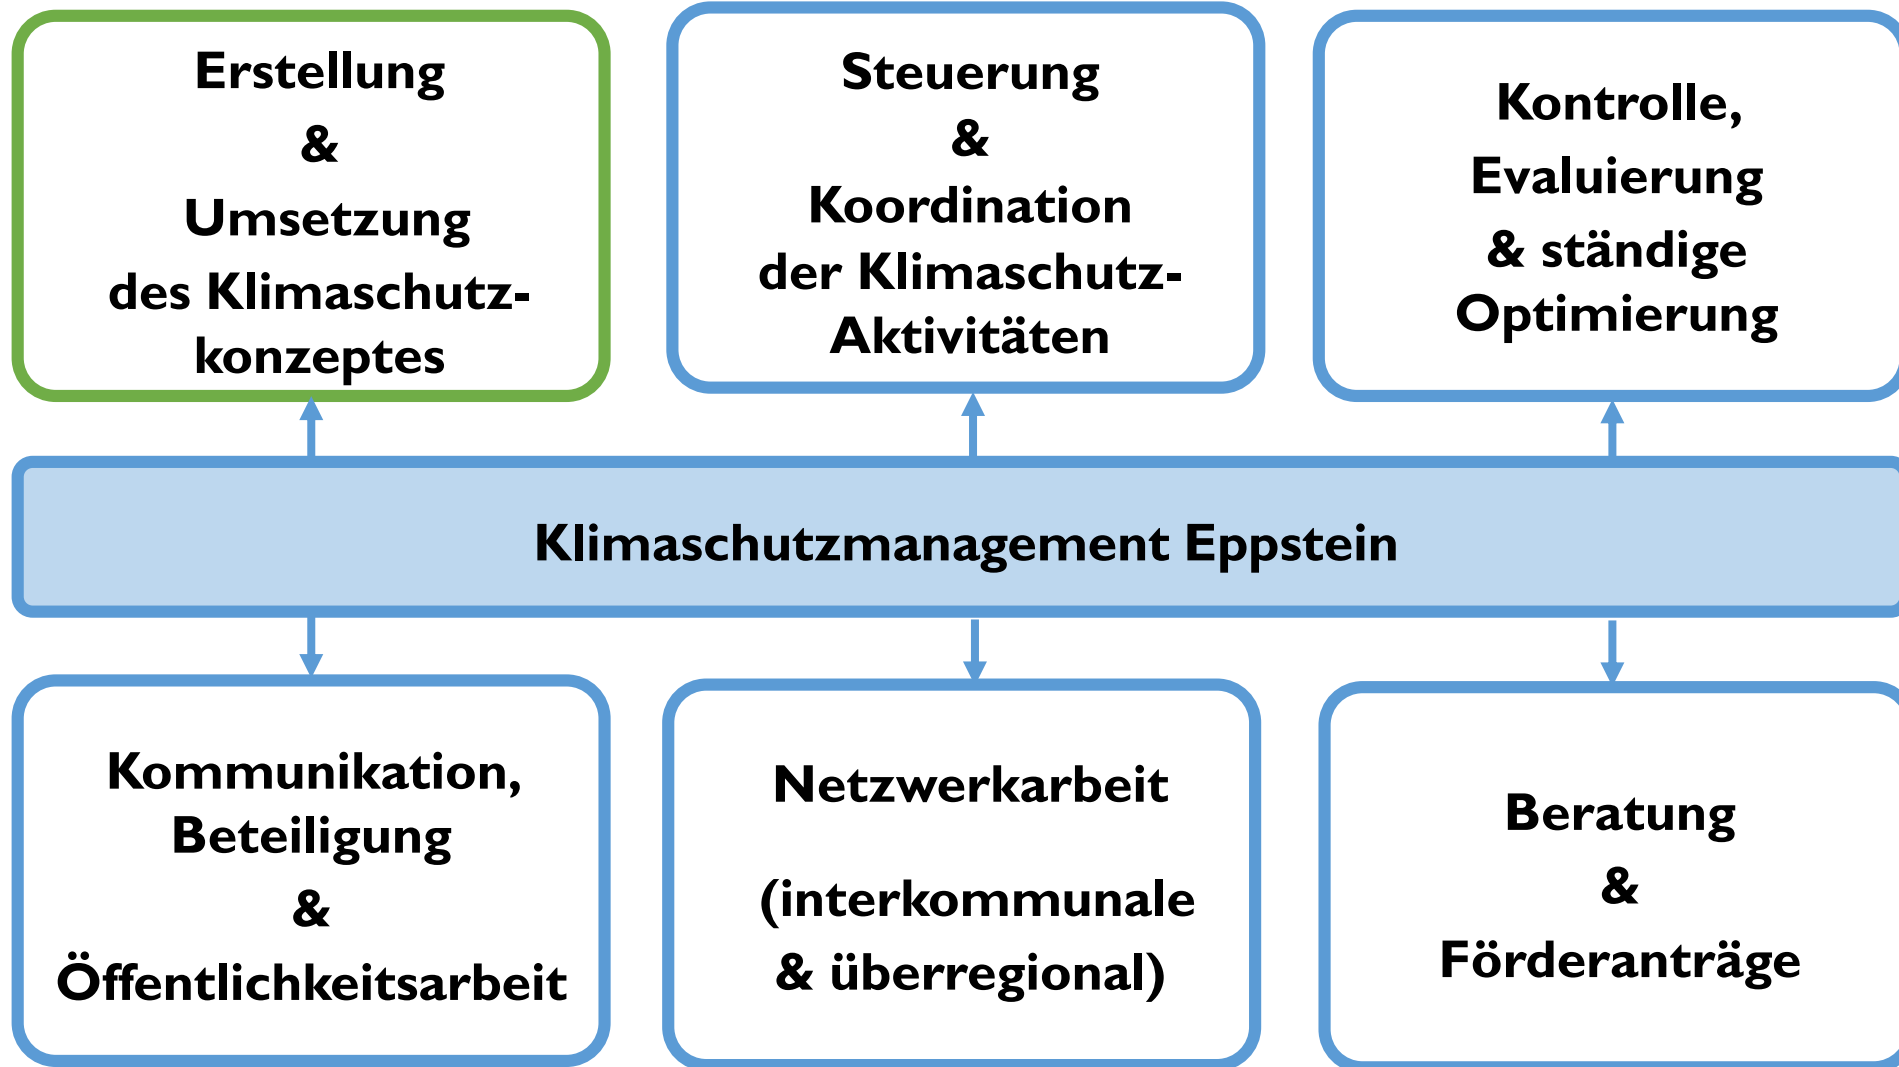 Erstellung
&
Umsetzung
des Klimaschutz-
konzeptes
Steuerung
&
Koordination
der Klimaschutz-
Aktivitäten
Kontrolle,
Evaluierung
& ständige
Optimierung
Klimaschutzmanagement Eppstein
Kommunikation,
Beteiligung
&
Öffentlichkeitsarbeit
Netzwerkarbeit
(interkommunale
& überregional)
Beratung
&
Förderanträge